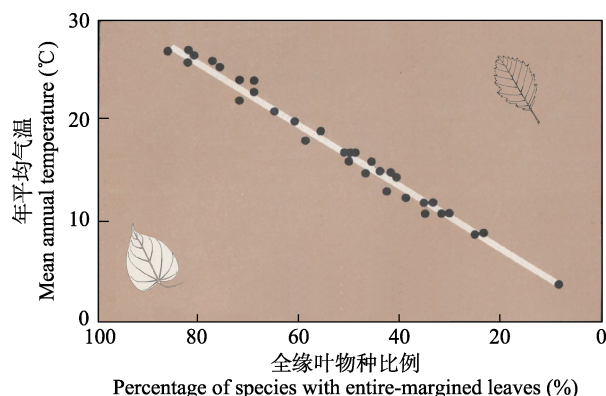 30
20
10
0
年平均气温
Mean annual temperature (℃)
100 80 60 40 20 0
全缘叶物种比例
Percentage of species with entire-margined leaves (%)